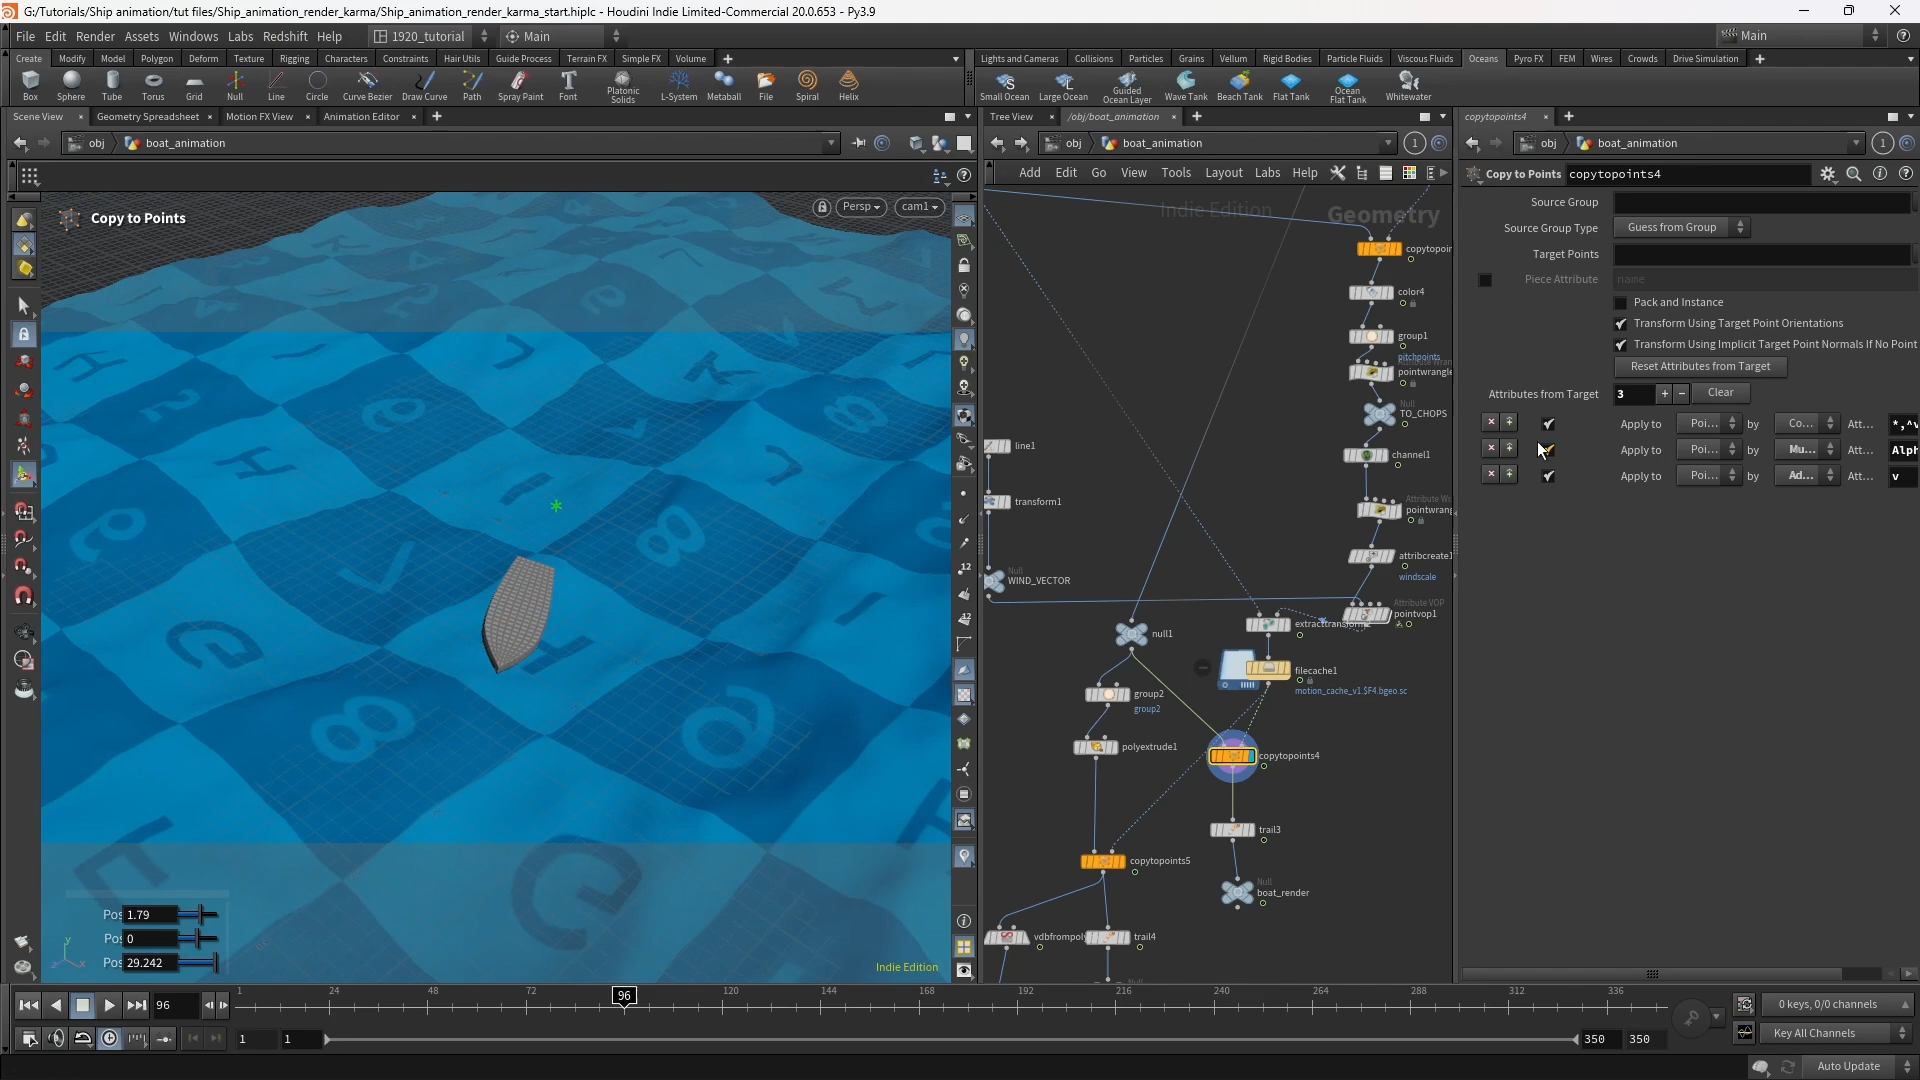 G:/Tutorials/Ship animation/tut files/Ship_animation_render_karma/Ship_animation_render_karma_start.hiplc - Houdini Indie Limited-Commercial 20.0.653 - Py3.9
File Edit Render Assets Windows Labs Redshift Help 1920_tutorial Main Main
Create Modify Model Polygon Deform Texture Rigging Characters Constraints Hair Utils Guide Process Terrain FX Simple FX Volume
Lights and Cameras Collisions Particles Grains Vellum Rigid Bodies Particle Fluids Viscous Fluids Oceans Pyro FX FEM Wires Crowds Drive Simulation
Box Sphere Tube Torus Grid Null Line Circle Curve Bezier Draw Curve Path Spray Paint Font Platonic Solids L-System Metaball File Spiral Helix
Small Ocean Large Ocean Guided Ocean Layer Wave Tank Beach Tank Flat Tank Ocean Flat Tank Whitewater
Scene View Geometry Spreadsheet Motion FX View Animation Editor
Tree View /obj/boat_animation
copytopoints4
obj boat_animation
obj boat_animation 1
obj boat_animation 1
Add Edit Go View Tools Layout Labs Help
Copy to Points copytopoints4
Copy to Points
Persp cam1
Indie Edition
Geometry
Source Group
Source Group Type Guess from Group
Target Points
Piece Attribute name
Pack and Instance
Transform Using Target Point Orientations
Transform Using Implicit Target Point Normals If No Point
Reset Attributes from Target
Attributes from Target 3 + - Clear
Apply to Poi... by Co... Att... *,^v
Apply to Poi... by Mu... Att... Alph
Apply to Poi... by Ad... Att... v
copytopoin
color4
group1
pitchpoints
Attribute Wran
pointwrangle
Null
TO_CHOPS
channel1
Attribute Wr
pointwrang
attribcreate1
windscale
Attribute VOP
pointvop1
line1
transform1
Null
WIND_VECTOR
null1
extracttransform
filecache1
motion_cache_v1.$F4.bgeo.sc
group2
group2
polyextrude1
copytopoints4
trail3
Null
boat_render
copytopoints5
vdbfrompoly
trail4
Pos 1.79
Pos 0
Pos 29.242
Indie Edition
96
1 24 48 72 96 120 144 168 192 216 240 264 288 312 336
0 keys, 0/0 channels
1 1 350 350
Key All Channels
Auto Update